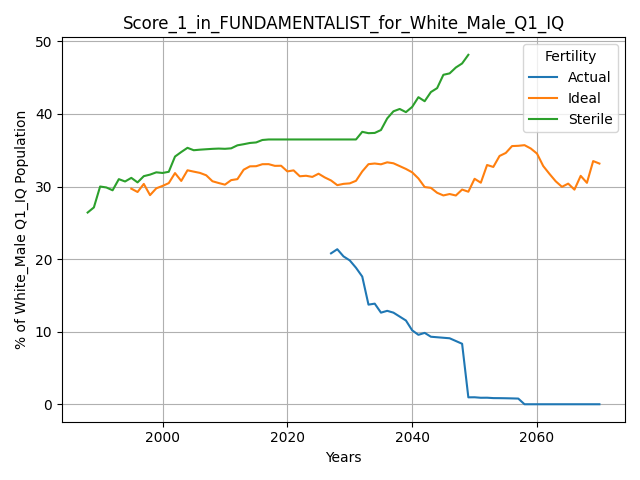 Score_1_in_FUNDAMENTALIST_for_White_Male_Q1_IQ
Fertility
Actual
Ideal
Sterile
% of White_Male Q1_IQ Population
50
40
30
20
10
0
2000 2020 2040 2060
Years